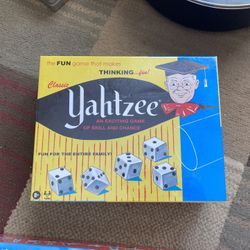 the FUN game that makes
THINKING...fun!
Classic
Yahtzee
AN EXCITING GAME
OF SKILL AND CHANCE
FUN FOR THE ENTIRE FAMILY!